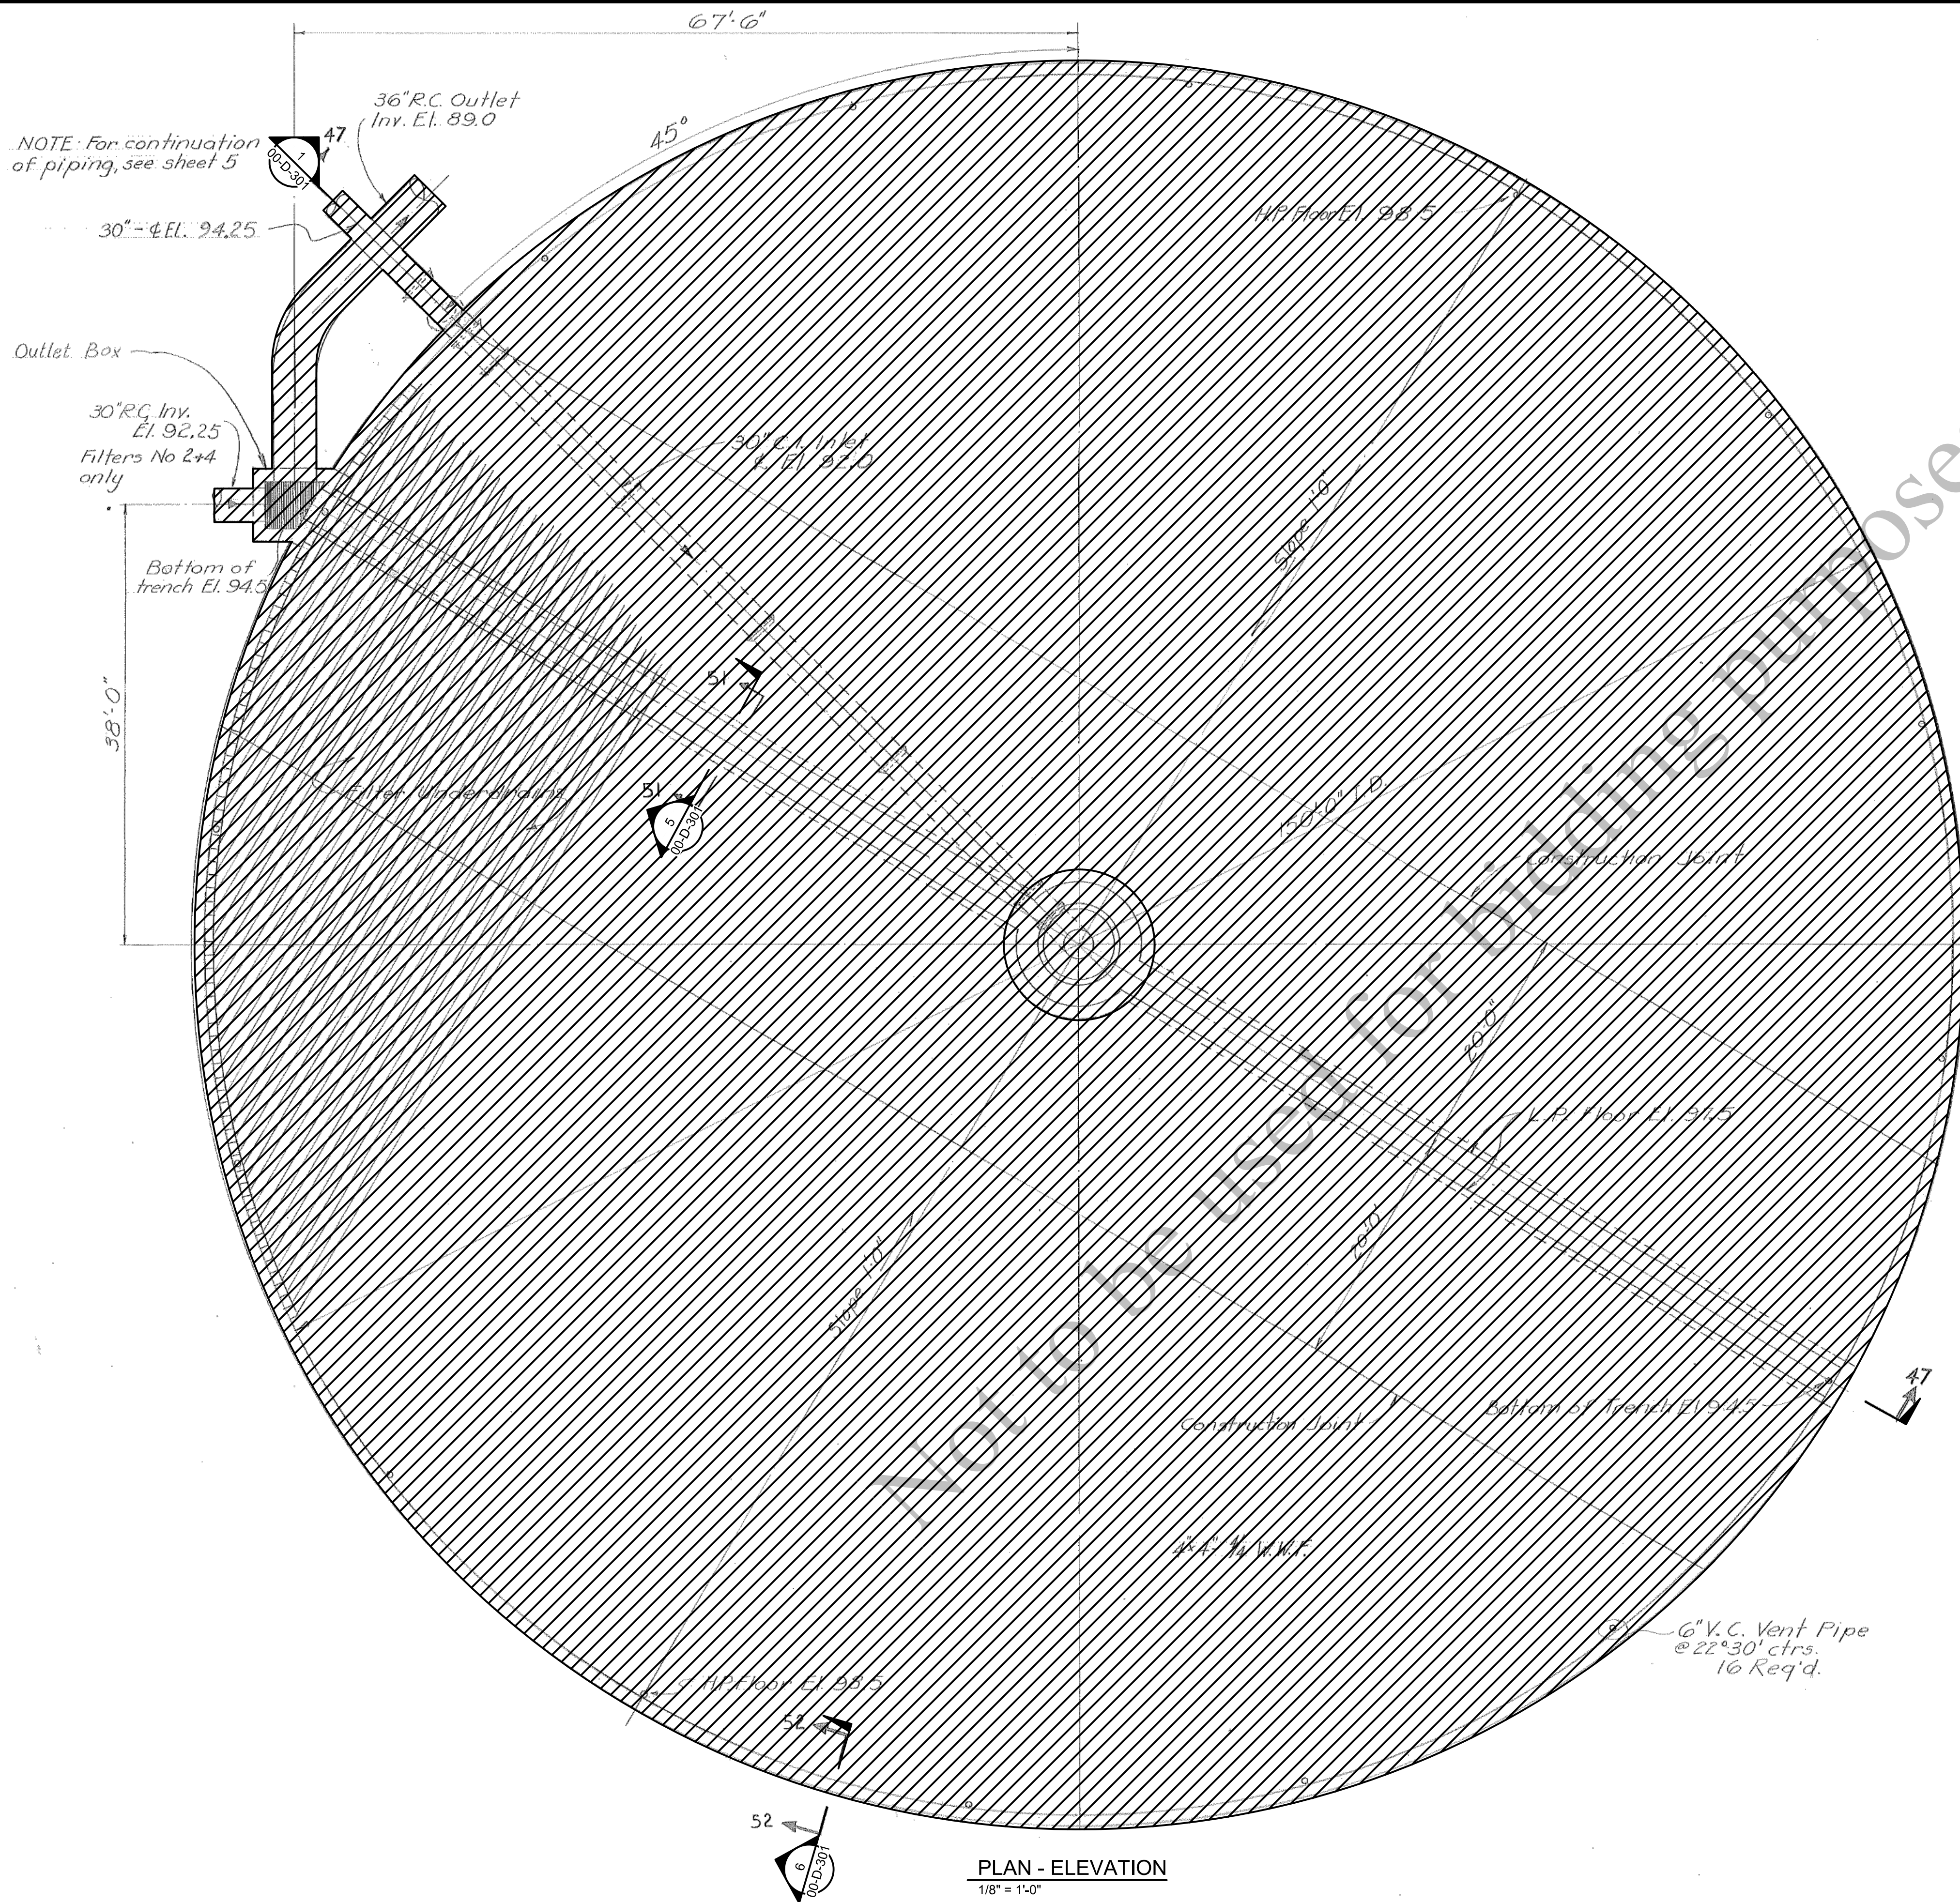 67'-6"
36" R.C. Outlet
Inv. El. 89.0
45°
NOTE: For continuation
of piping, see sheet 5
1
00-D-301
47
30" - ℄ El. 94.25
H.P. Floor El. 98.5
Outlet Box
30" R.C. Inv.
El. 92.25
Filters No 2+4
only
30" C.I. Inlet
℄ El. 92.0
Slope 1'-0"
Bottom of
trench El. 94.5
38'-0"
51
Filter Underdrains
51
5
00-D-301
150'-0" I.D.
Construction Joint
20'-0"
L.P. Floor El. 97.5
20'-0"
Slope 1'-0"
47
Bottom of Trench El. 94.5
Construction Joint
4"x4" 4/4 W.W.F.
6" V.C. Vent Pipe
@ 22°30' ctrs.
16 Req'd.
H.P. Floor El. 98.5
52
52
6
00-D-301
PLAN - ELEVATION
1/8" = 1'-0"
Not to be used for bidding purpose